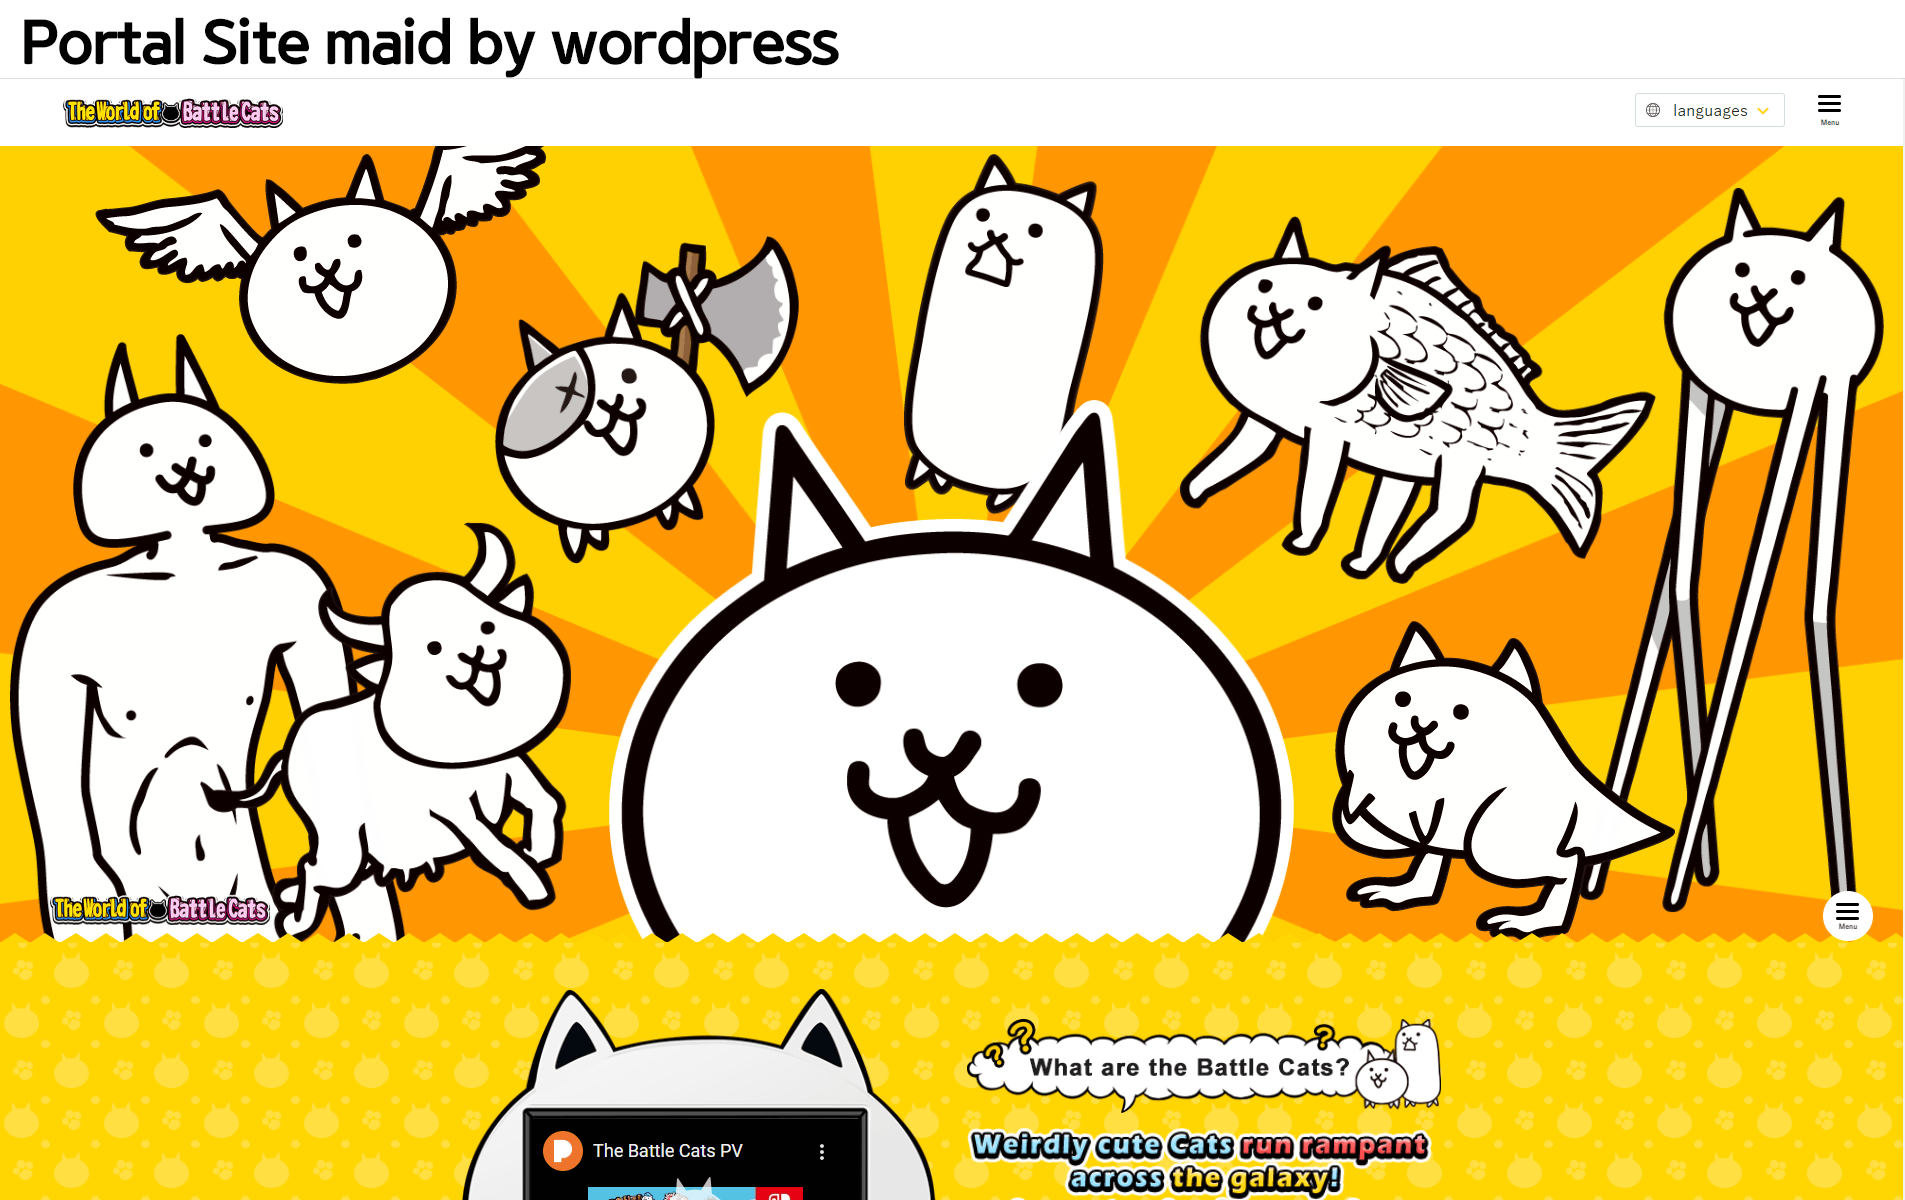 Portal Site maid by wordpress
The World of Battle Cats
languages
Menu
The World of Battle Cats
Menu
What are the Battle Cats?
The Battle Cats PV
Weirdly cute Cats run rampant
across the galaxy!